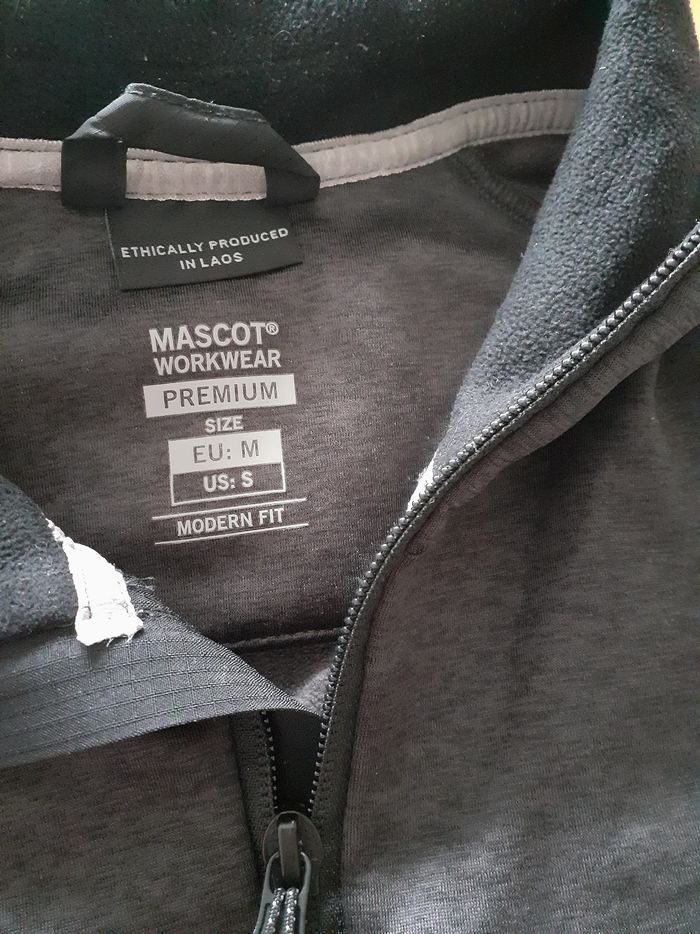 ETHICALLY PRODUCED
IN LAOS
MASCOT®
WORKWEAR
PREMIUM
SIZE
EU: M
US: S
MODERN FIT